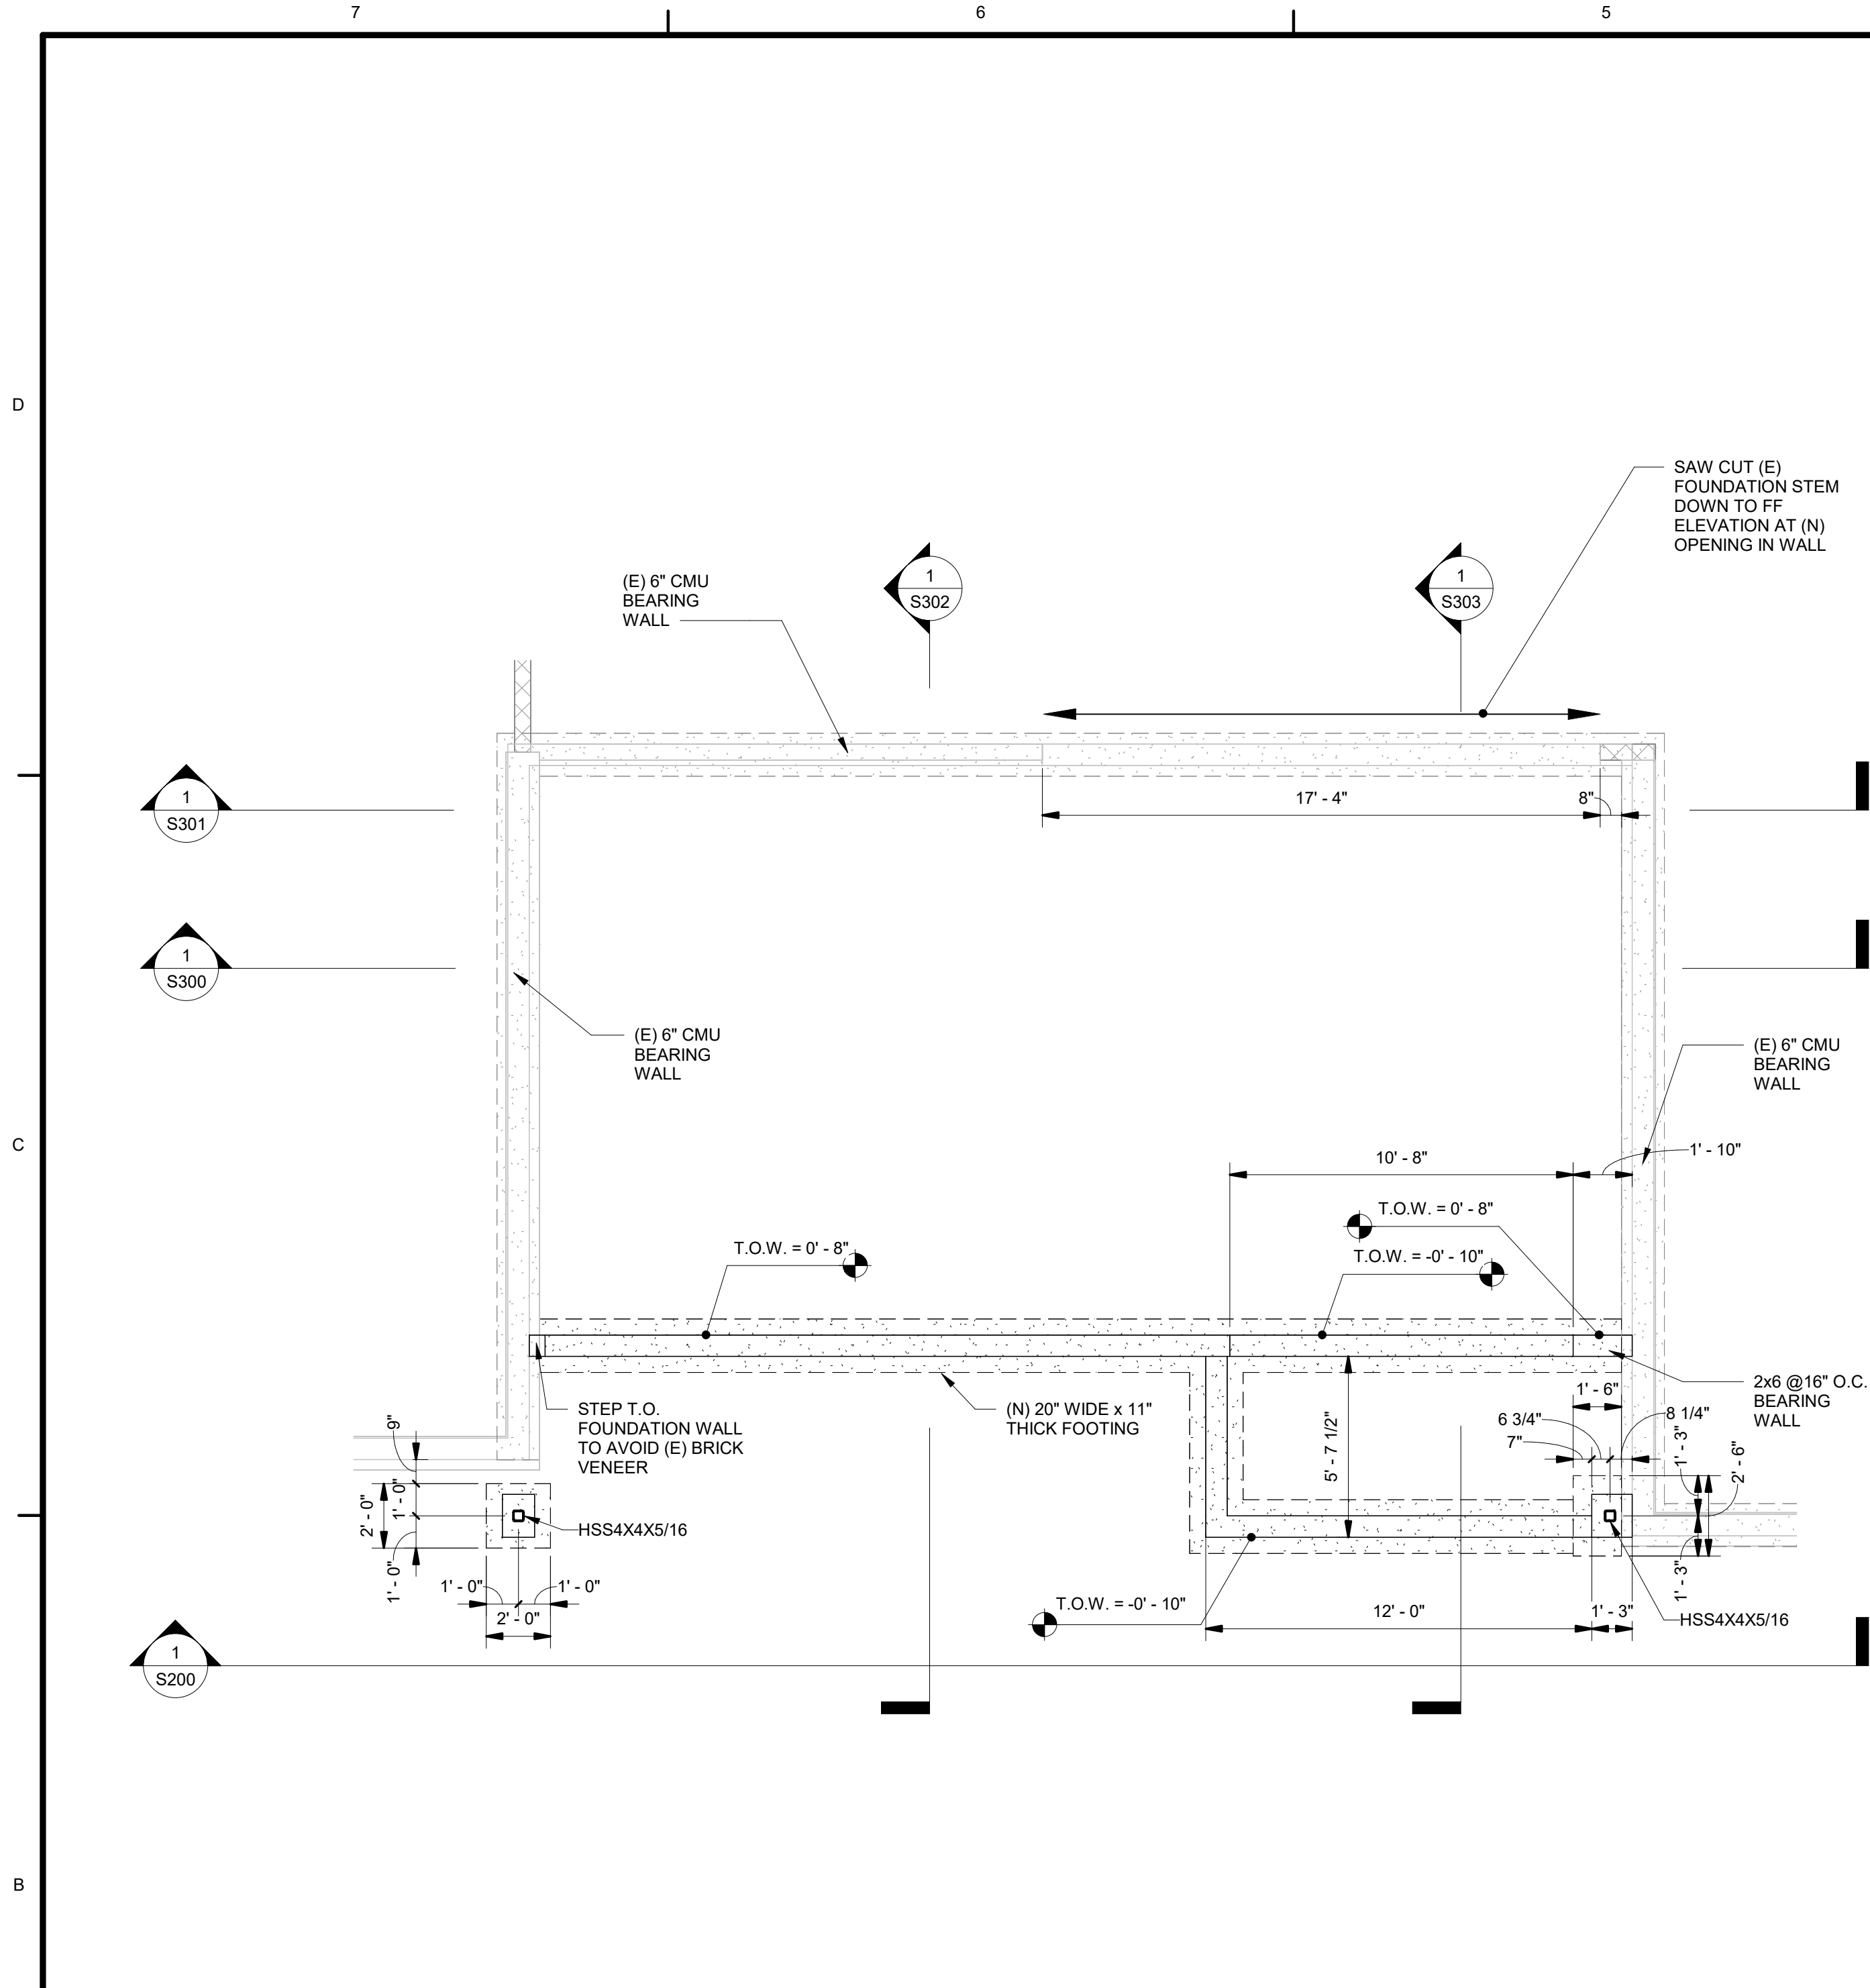 7
6
5
D
SAW CUT (E)
FOUNDATION STEM
DOWN TO FF
ELEVATION AT (N)
OPENING IN WALL
(E) 6" CMU
BEARING
WALL
1
S302
1
S303
17' - 4"
8"
1
S301
1
S300
(E) 6" CMU
BEARING
WALL
(E) 6" CMU
BEARING
WALL
C
10' - 8"
1' - 10"
T.O.W. = 0' - 8"
T.O.W. = 0' - 8"
T.O.W. = -0' - 10"
STEP T.O.
FOUNDATION WALL
TO AVOID (E) BRICK
VENEER
(N) 20" WIDE x 11"
THICK FOOTING
2x6 @16" O.C.
BEARING
WALL
1' - 6"
6 3/4"
8 1/4"
7"
5' - 7 1/2"
1' - 3"
2' - 6"
1' - 3"
9"
1' - 0"
2' - 0"
1' - 0"
HSS4X4X5/16
1' - 0"
1' - 0"
2' - 0"
T.O.W. = -0' - 10"
12' - 0"
1' - 3"
HSS4X4X5/16
1
S200
B